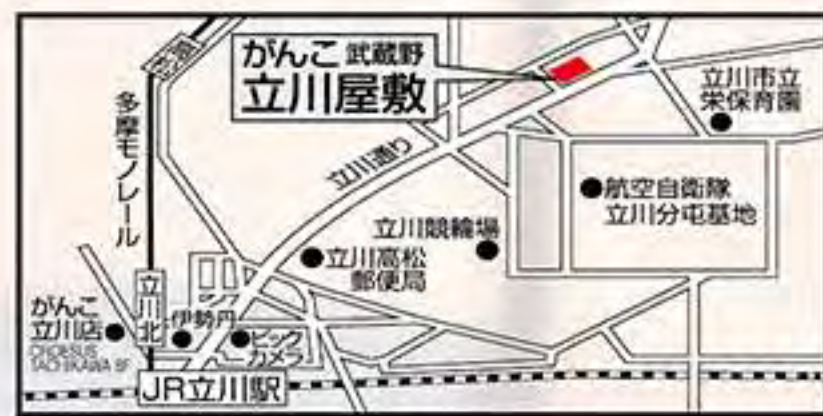 がんこ 武蔵野
立川屋敷
立川市立
栄保育園
多摩モノレール
立川通り
航空自衛隊
立川分屯基地
立川競輪場
立川高松
郵便局
立川北
がんこ
立川店
伊勢丹
ビック
カメラ
JR立川駅